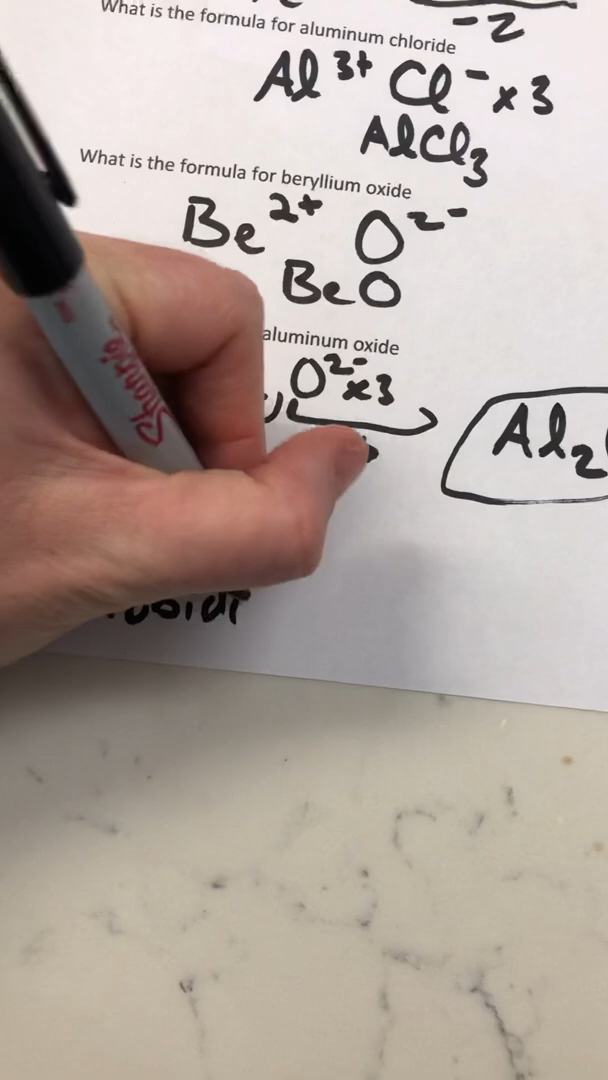 -2
What is the formula for aluminum chloride
Al³⁺ Cl⁻ x 3
AlCl₃
What is the formula for beryllium oxide
Be²⁺ O²⁻
BeO
aluminum oxide
O²⁻ x3
Al₂
Sharpie